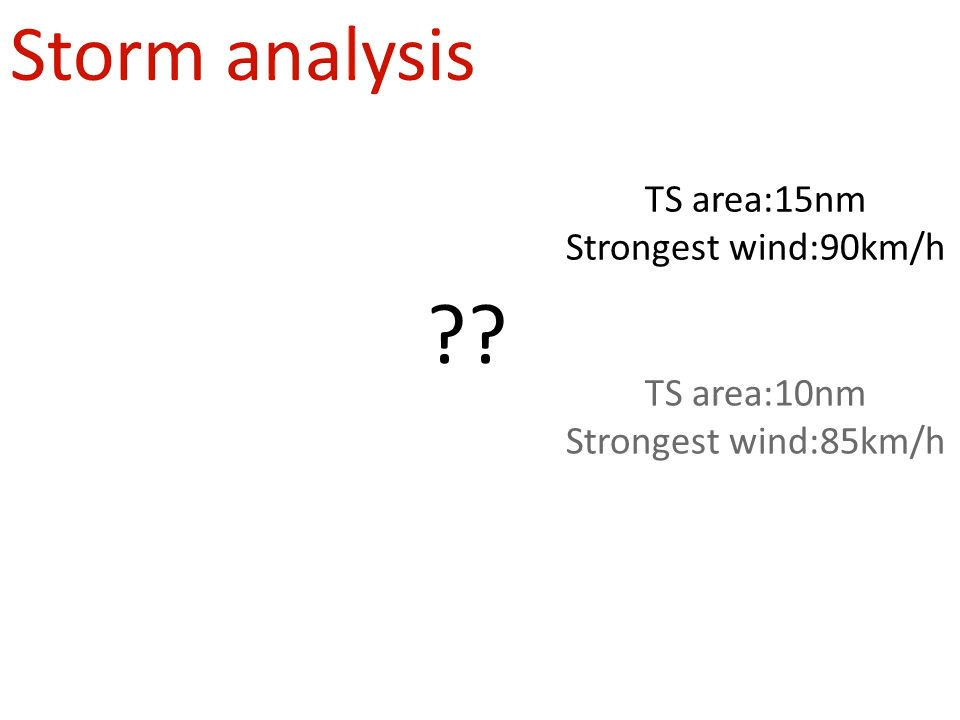 Storm analysis
TS area:15nm
Strongest wind:90km/h
??
TS area:10nm
Strongest wind:85km/h